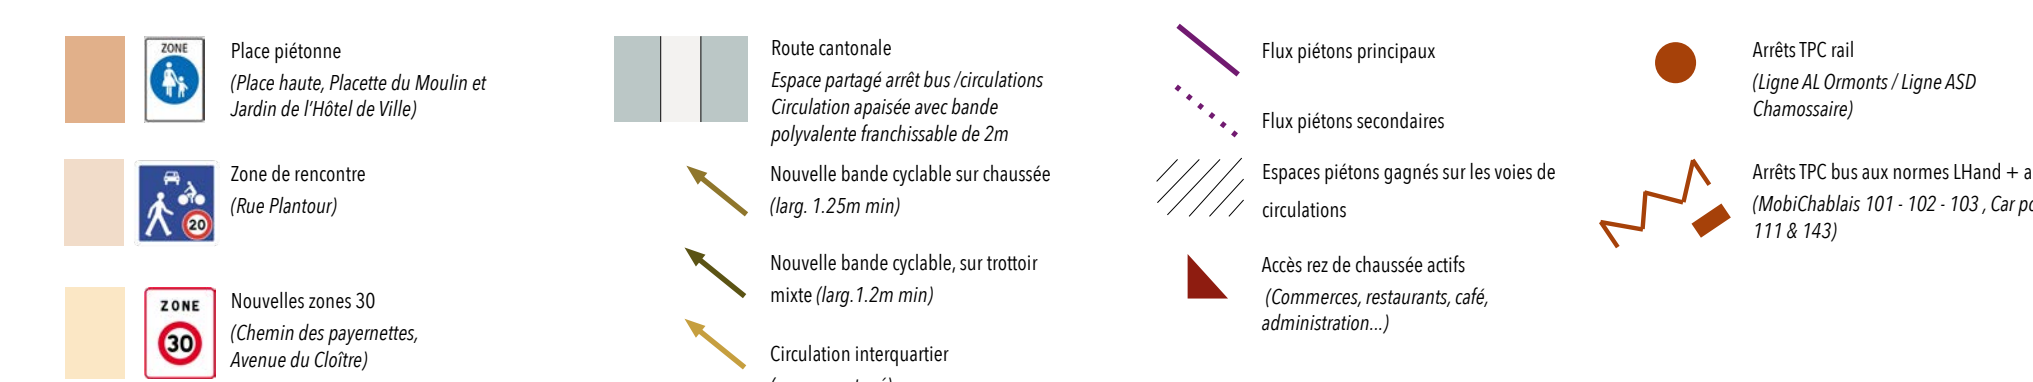 ZONE
Place piétonne
(Place haute, Placette du Moulin et
Jardin de l'Hôtel de Ville)
20
Zone de rencontre
(Rue Plantour)
ZONE
30
Nouvelles zones 30
(Chemin des payernettes,
Avenue du Cloître)
Route cantonale
Espace partagé arrêt bus /circulations
Circulation apaisée avec bande
polyvalente franchissable de 2m
Nouvelle bande cyclable sur chaussée
(larg. 1.25m min)
Nouvelle bande cyclable, sur trottoir
mixte (larg.1.2m min)
Circulation interquartier
Flux piétons principaux
Flux piétons secondaires
Espaces piétons gagnés sur les voies de
circulations
Accès rez de chaussée actifs
(Commerces, restaurants, café,
administration...)
Arrêts TPC rail
(Ligne AL Ormonts / Ligne ASD
Chamossaire)
Arrêts TPC bus aux normes LHand + a
(MobiChablais 101 - 102 - 103 , Car po
111 & 143)